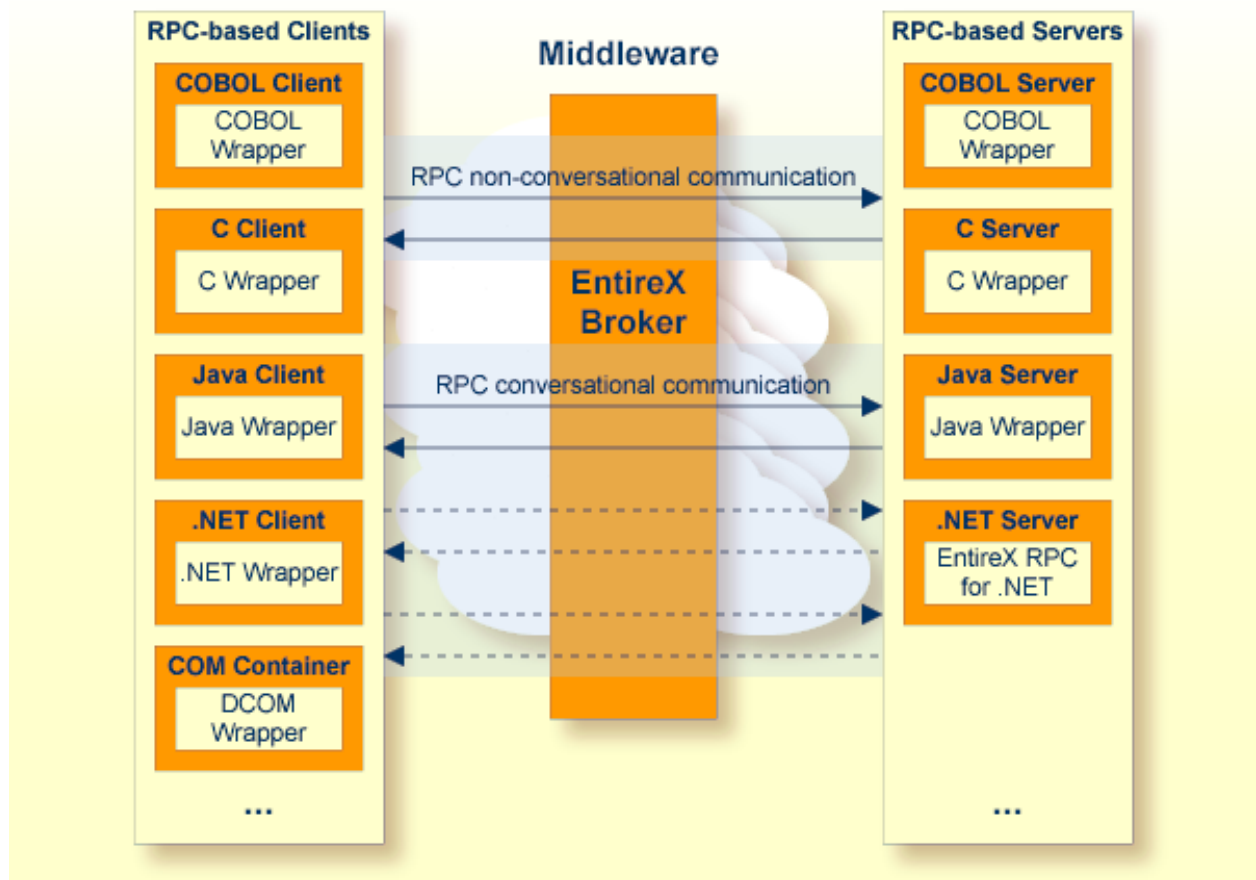 RPC-based Clients
COBOL Client
COBOL
Wrapper
C Client
C Wrapper
Java Client
Java Wrapper
.NET Client
.NET Wrapper
COM Container
DCOM
Wrapper
...
Middleware
RPC non-conversational communication
EntireX
Broker
RPC conversational communication
RPC-based Servers
COBOL Server
COBOL
Wrapper
C Server
C Wrapper
Java Server
Java Wrapper
.NET Server
EntireX RPC
for .NET
...